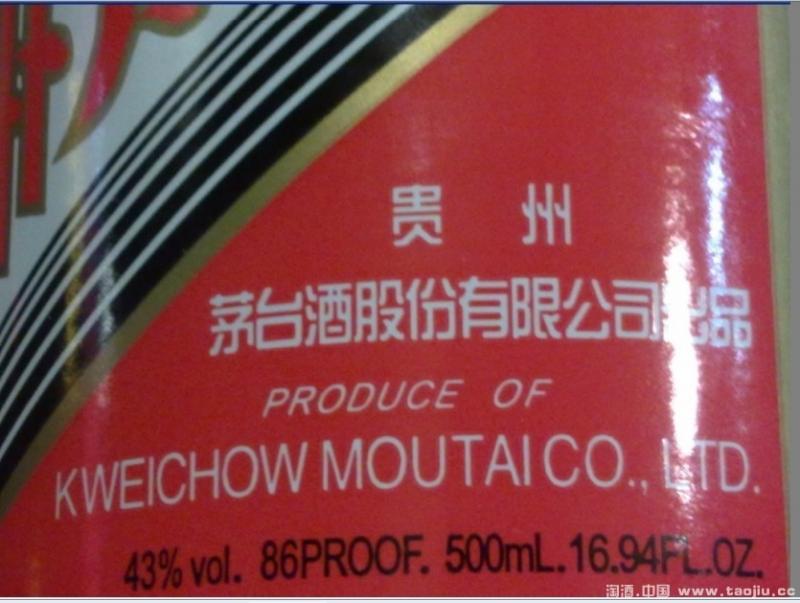 贵 州
茅台酒股份有限公司出品
PRODUCE OF
KWEICHOW MOUTAI CO., LTD.
43% vol. 86PROOF. 500mL. 16.94FL.OZ.
淘酒.中国 www.taojiu.cc